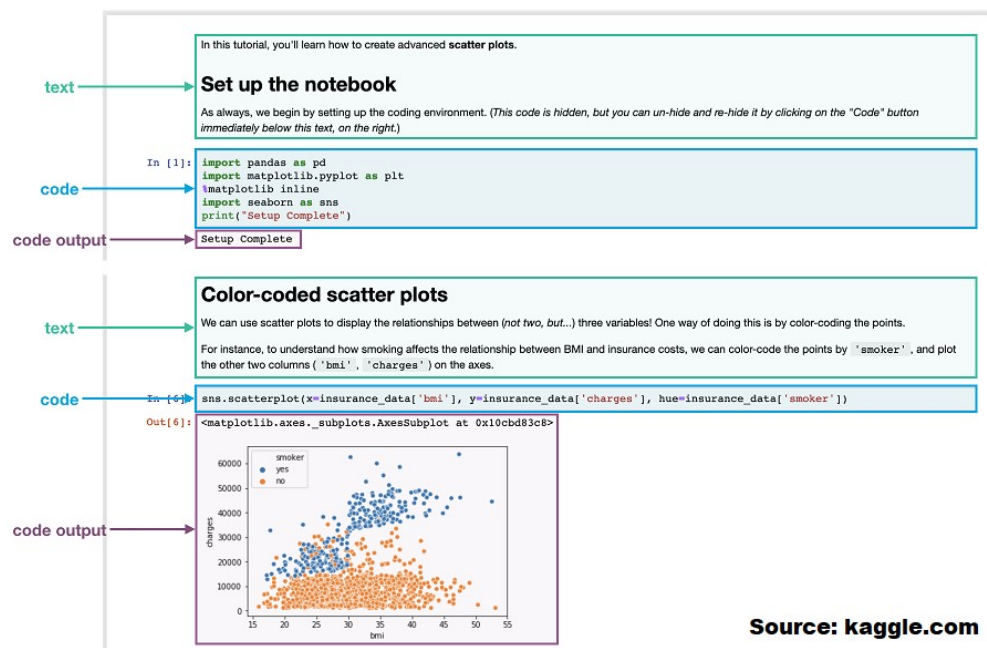 In this tutorial, you'll learn how to create advanced scatter plots.
text
Set up the notebook
As always, we begin by setting up the coding environment. (This code is hidden, but you can un-hide and re-hide it by clicking on the "Code" button
immediately below this text, on the right.)
In [1]:
import pandas as pd
import matplotlib.pyplot as plt
code
%matplotlib inline
import seaborn as sns
print("Setup Complete")
code output
Setup Complete
Color-coded scatter plots
text
We can use scatter plots to display the relationships between (not two, but...) three variables! One way of doing this is by color-coding the points.
For instance, to understand how smoking affects the relationship between BMI and insurance costs, we can color-code the points by 'smoker', and plot
the other two columns ('bmi', 'charges') on the axes.
code
In [6]: sns.scatterplot(x=insurance_data['bmi'], y=insurance_data['charges'], hue=insurance_data['smoker'])
Out[6]: <matplotlib.axes._subplots.AxesSubplot at 0x10cbd83c8>
smoker
yes
no
60000
50000
40000
30000
20000
10000
0
charges
code output
15 20 25 30 35 40 45 50 55
bmi
Source: kaggle.com